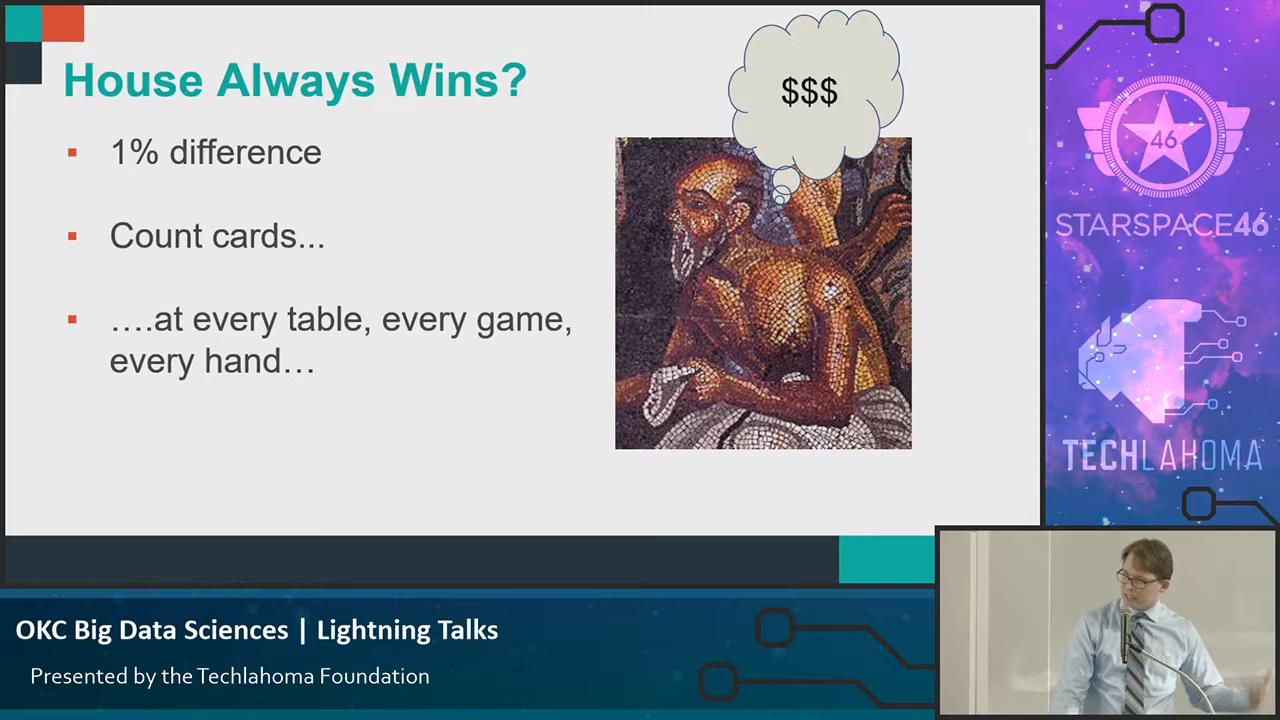 House Always Wins?
$$$
▪ 1% difference
▪ Count cards...
▪ ….at every table, every game,
every hand…
46
STARSPACE46
TECHLAHOMA
OKC Big Data Sciences | Lightning Talks
Presented by the Techlahoma Foundation